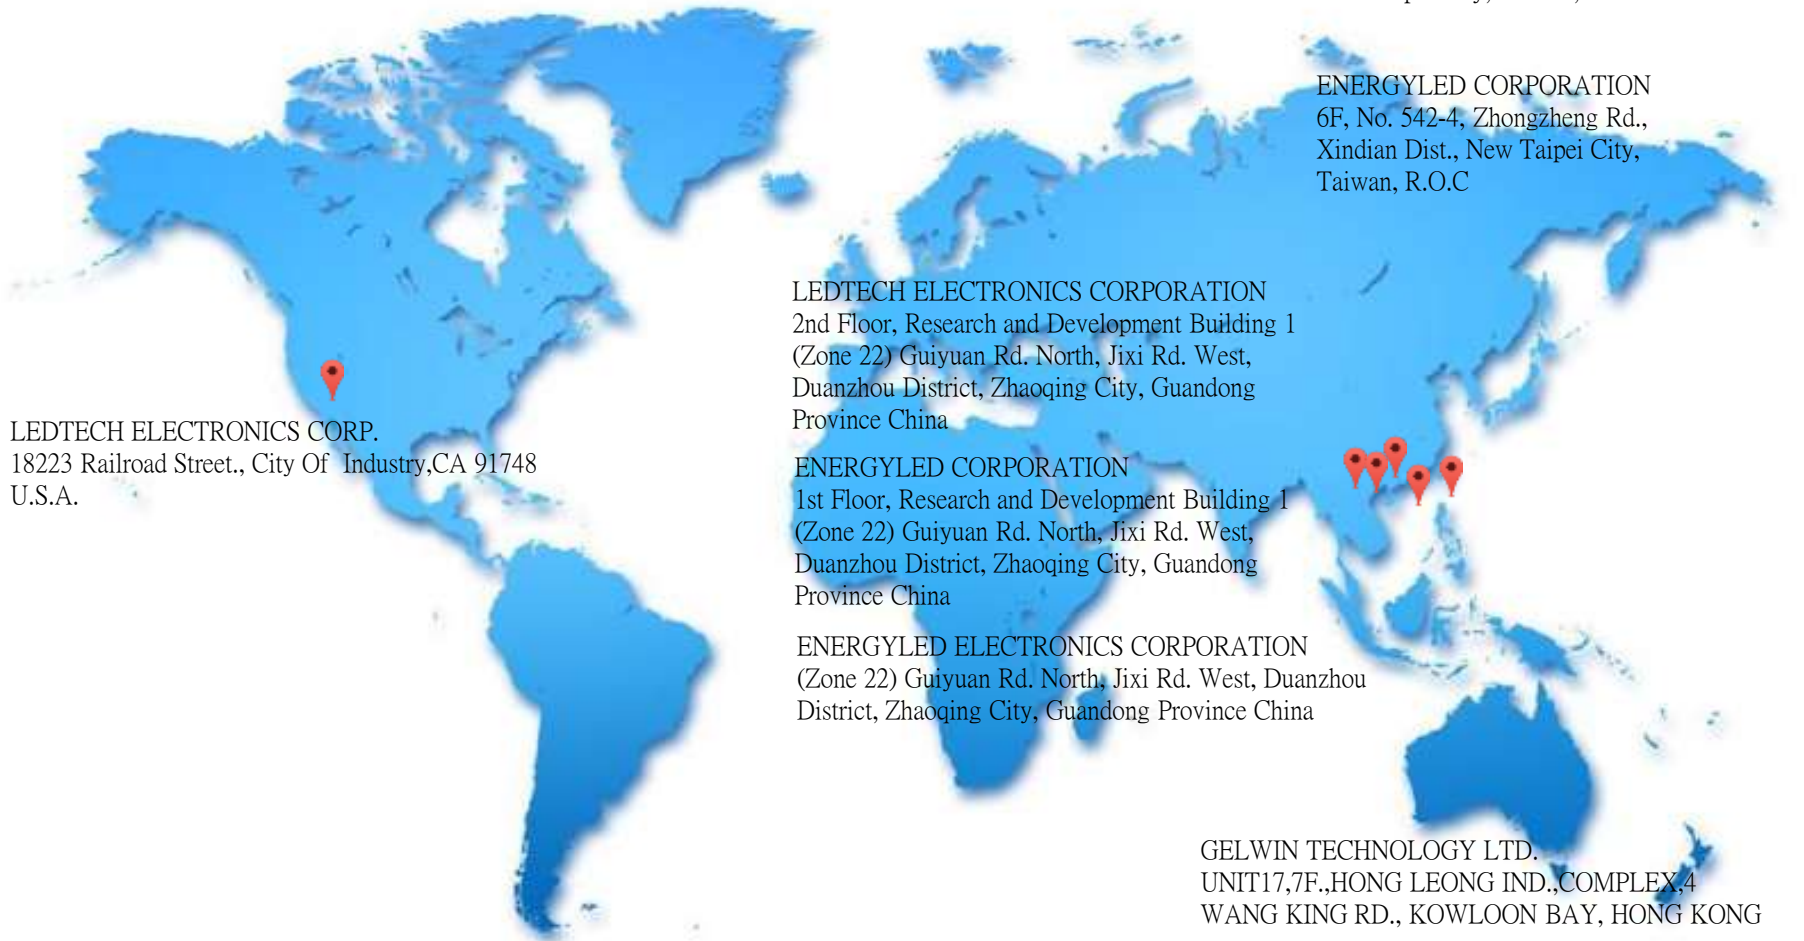 ENERGYLED CORPORATION
6F, No. 542-4, Zhongzheng Rd.,
Xindian Dist., New Taipei City,
Taiwan, R.O.C
LEDTECH ELECTRONICS CORPORATION
2nd Floor, Research and Development Building 1
(Zone 22) Guiyuan Rd. North, Jixi Rd. West,
Duanzhou District, Zhaoqing City, Guandong
Province China
LEDTECH ELECTRONICS CORP.
18223 Railroad Street., City Of Industry,CA 91748
U.S.A.
ENERGYLED CORPORATION
1st Floor, Research and Development Building 1
(Zone 22) Guiyuan Rd. North, Jixi Rd. West,
Duanzhou District, Zhaoqing City, Guandong
Province China
ENERGYLED ELECTRONICS CORPORATION
(Zone 22) Guiyuan Rd. North, Jixi Rd. West, Duanzhou
District, Zhaoqing City, Guandong Province China
GELWIN TECHNOLOGY LTD.
UNIT17,7F.,HONG LEONG IND.,COMPLEX,4
WANG KING RD., KOWLOON BAY, HONG KONG